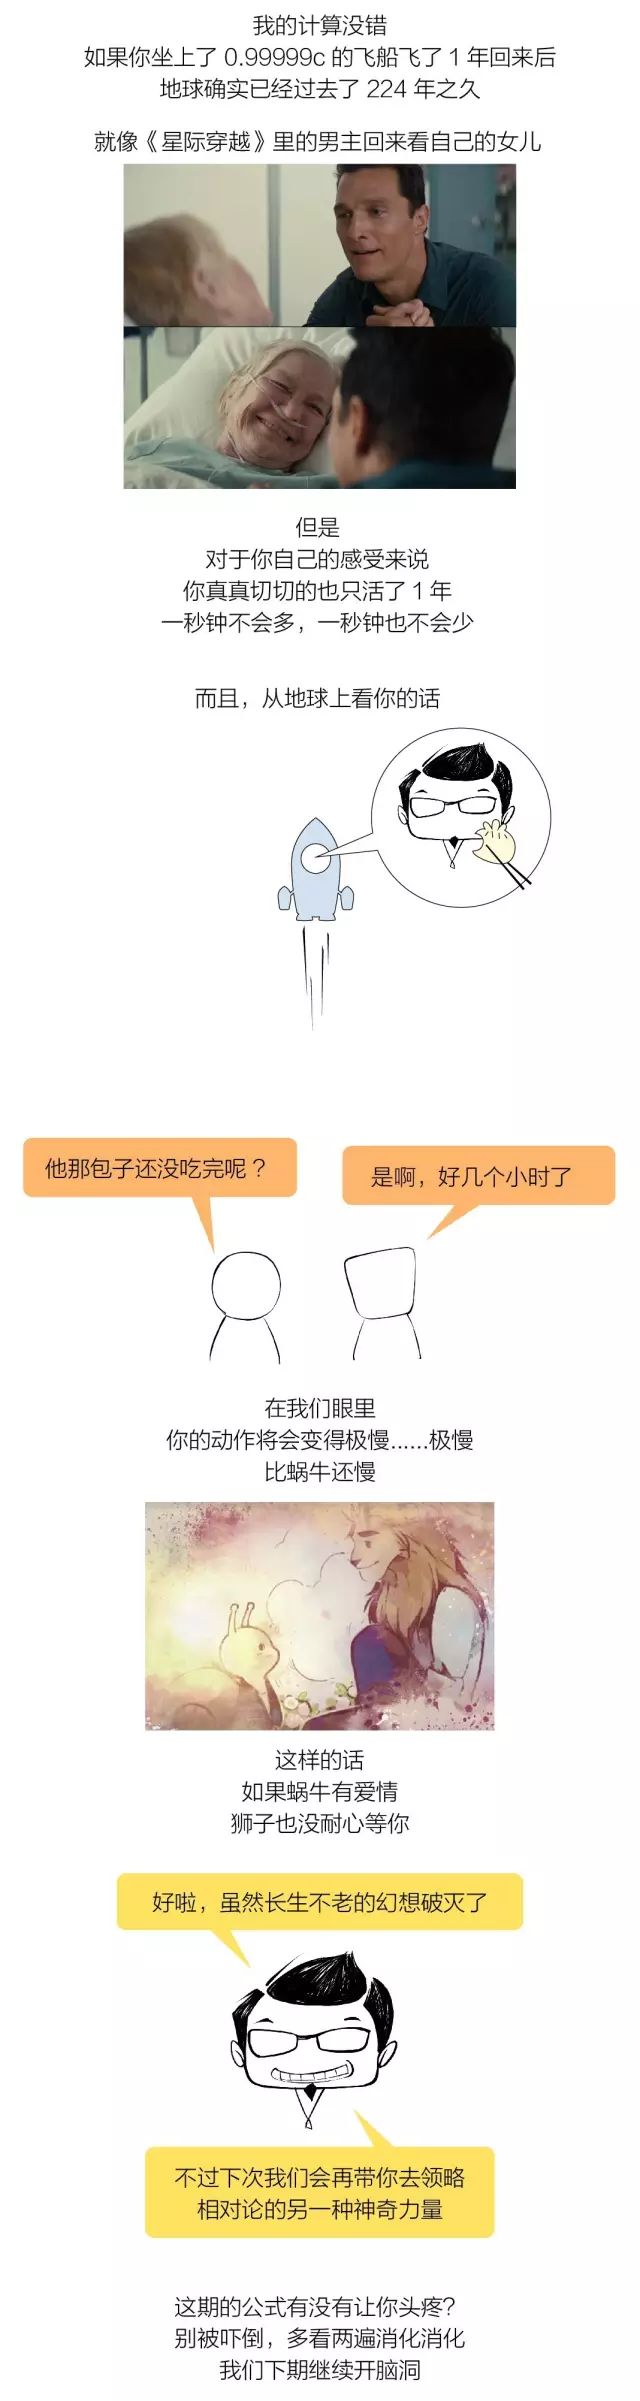 我的计算没错
如果你坐上了 0.99999c 的飞船飞了 1 年回来后
地球确实已经过去了 224 年之久
就像《星际穿越》里的男主回来看自己的女儿
但是
对于你自己的感受来说
你真真切切的也只活了 1 年
一秒钟不会多，一秒钟也不会少
而且，从地球上看你的话
他那包子还没吃完呢？
是啊，好几个小时了
在我们眼里
你的动作将会变得极慢......极慢
比蜗牛还慢
这样的话
如果蜗牛有爱情
狮子也没耐心等你
好啦，虽然长生不老的幻想破灭了
不过下次我们会再带你去领略
相对论的另一种神奇力量
这期的公式有没有让你头疼？
别被吓倒，多看两遍消化消化
我们下期继续开脑洞